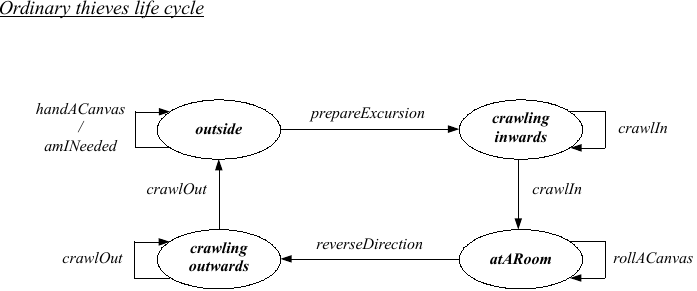 Ordinary thieves life cycle
handACanvas
/
amINeeded
outside
prepareExcursion
crawling
inwards
crawlIn
crawlOut
crawlIn
crawlOut
crawling
outwards
reverseDirection
atARoom
rollACanvas